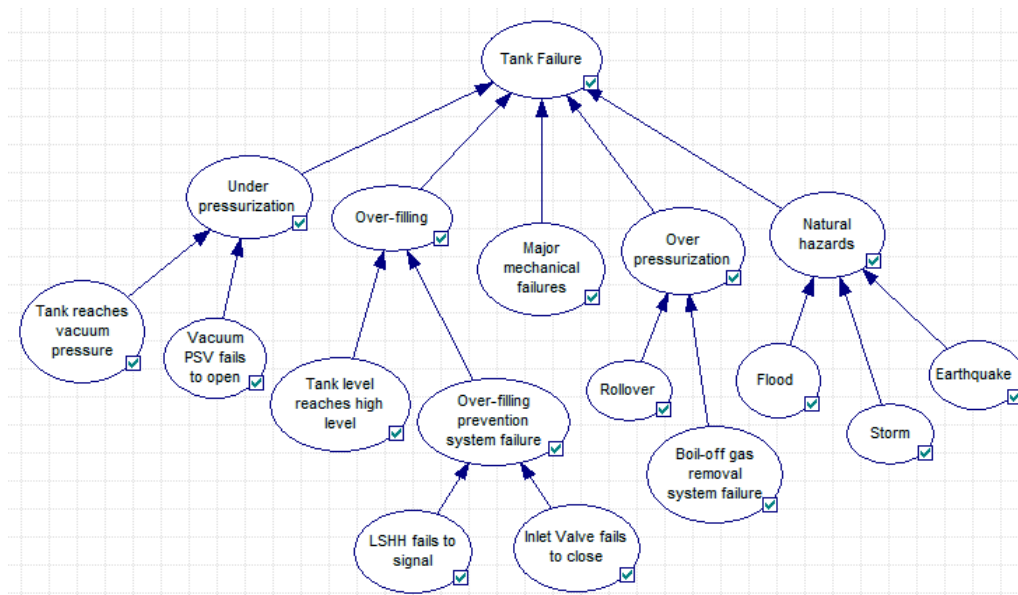 Tank Failure
Under
pressurization
Over-filling
Major
mechanical
failures
Over
pressurization
Natural
hazards
Tank reaches
vacuum
pressure
Vacuum
PSV fails
to open
Tank level
reaches high
level
Over-filling
prevention
system failure
Rollover
Boil-off gas
removal
system failure
Flood
Storm
Earthquake
LSHH fails to
signal
Inlet Valve fails
to close